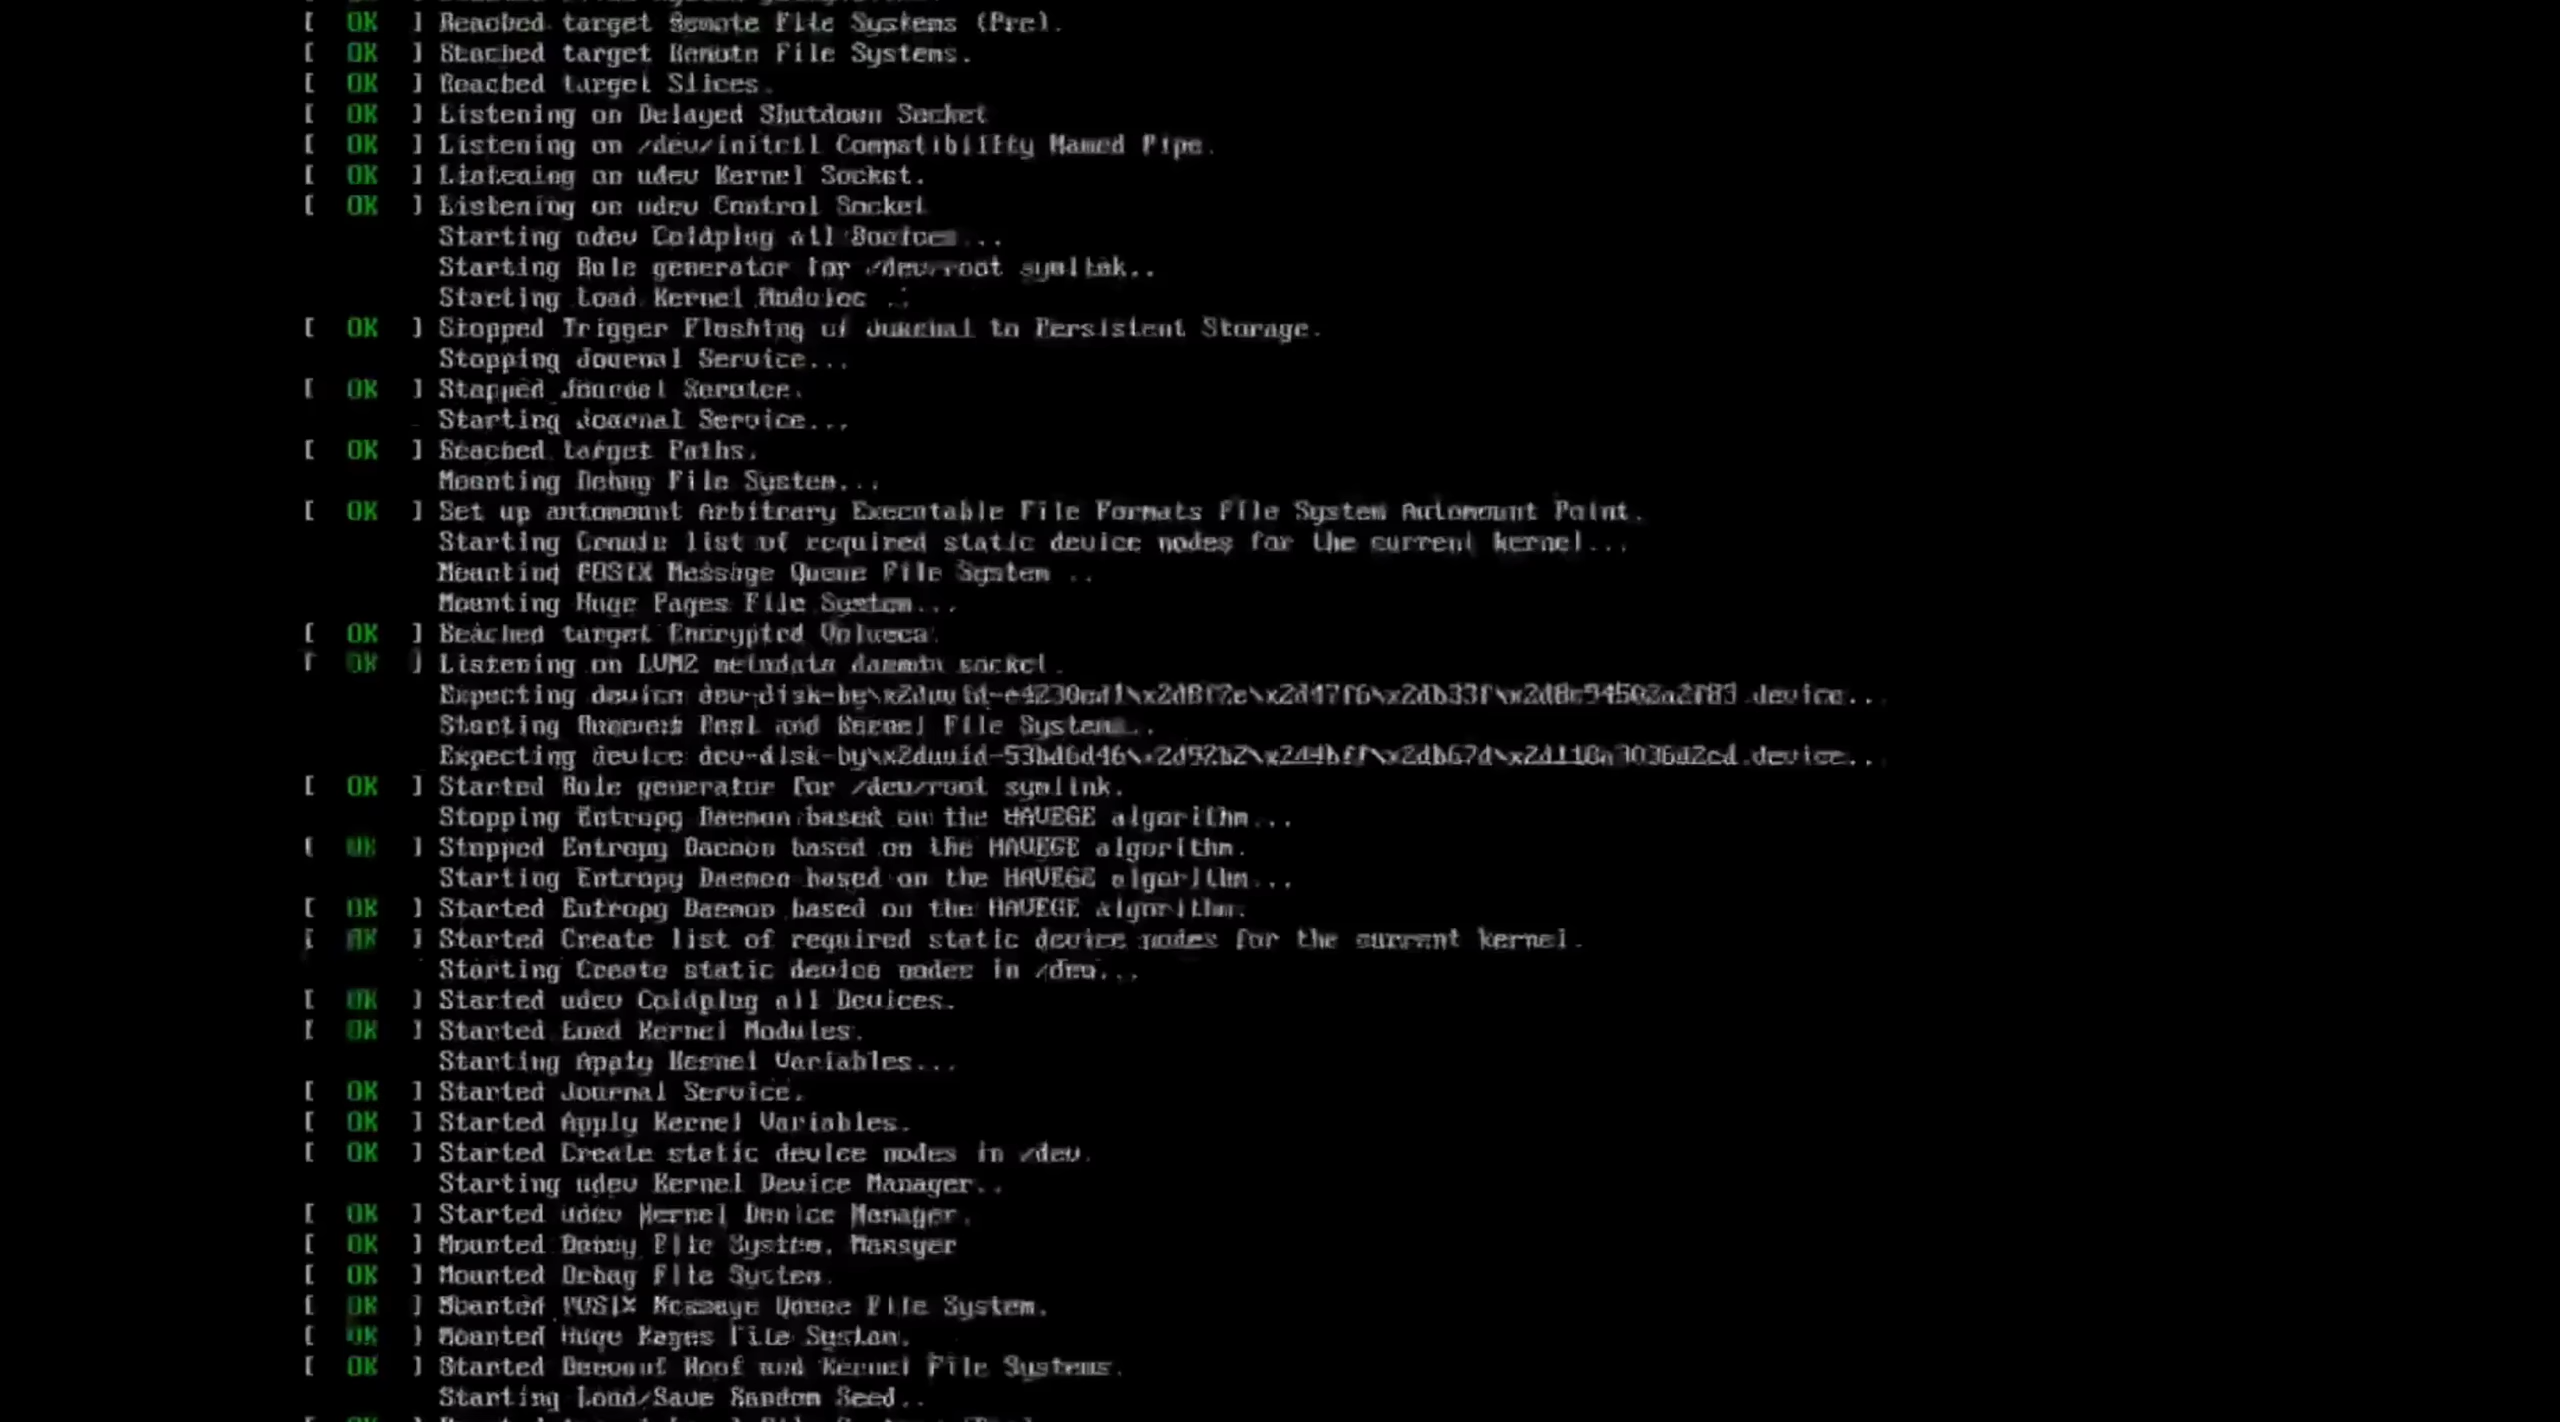 [ OK ] Reached target Remote File Systems (Pre).
[ OK ] Reached target Remote File Systems.
[ OK ] Reached target Slices.
[ OK ] Listening on Delayed Shutdown Socket
[ OK ] Listening on /dev/initctl Compatibility Named Pipe.
[ OK ] Listening on udev Kernel Socket.
[ OK ] Listening on udev Control Socket
Starting udev Coldplug all Devices ...
Starting Rule generator for /dev/root symlink..
Starting Load Kernel Modules ..
[ OK ] Stopped Trigger Flushing of Journal to Persistent Storage.
Stopping Journal Service...
[ OK ] Stopped Journal Service.
Starting Journal Service...
[ OK ] Reached target Paths.
Mounting Debug File System...
[ OK ] Set up automount Arbitrary Executable File Formats File System Automount Point.
Starting Create list of required static device nodes for the current kernel...
Mounting POSIX Message Queue File System ..
Mounting Huge Pages File System...
[ OK ] Reached target Encrypted Volumes.
[ OK ] Listening on LVM2 metadata daemon socket.
Expecting device
Starting Remount Root and Kernel File Systems..
Expecting device
[ OK ] Started Rule generator for /dev/root symlink.
Stopping Entropy Daemon based on the HAVEGE algorithm...
[ OK ] Stopped Entropy Daemon based on the HAVEGE algorithm.
Starting Entropy Daemon based on the HAVEGE algorithm...
[ OK ] Started Entropy Daemon based on the HAVEGE algorithm.
[ OK ] Started Create list of required static device nodes for the current kernel.
Starting Create static device nodes in /dev...
[ OK ] Started udev Coldplug all Devices.
[ OK ] Started Load Kernel Modules.
Starting Apply Kernel Variables...
[ OK ] Started Journal Service.
[ OK ] Started Apply Kernel Variables.
[ OK ] Started Create static device nodes in /dev.
Starting udev Kernel Device Manager..
[ OK ] Started udev Kernel Device Manager.
[ OK ] Mounted Debug File System. Manager
[ OK ] Mounted Debug File System.
[ OK ] Mounted POSIX Message Queue File System.
[ OK ] Mounted Huge Pages File System.
[ OK ] Started Remount Root and Kernel File Systems.
Starting Load/Save Random Seed..